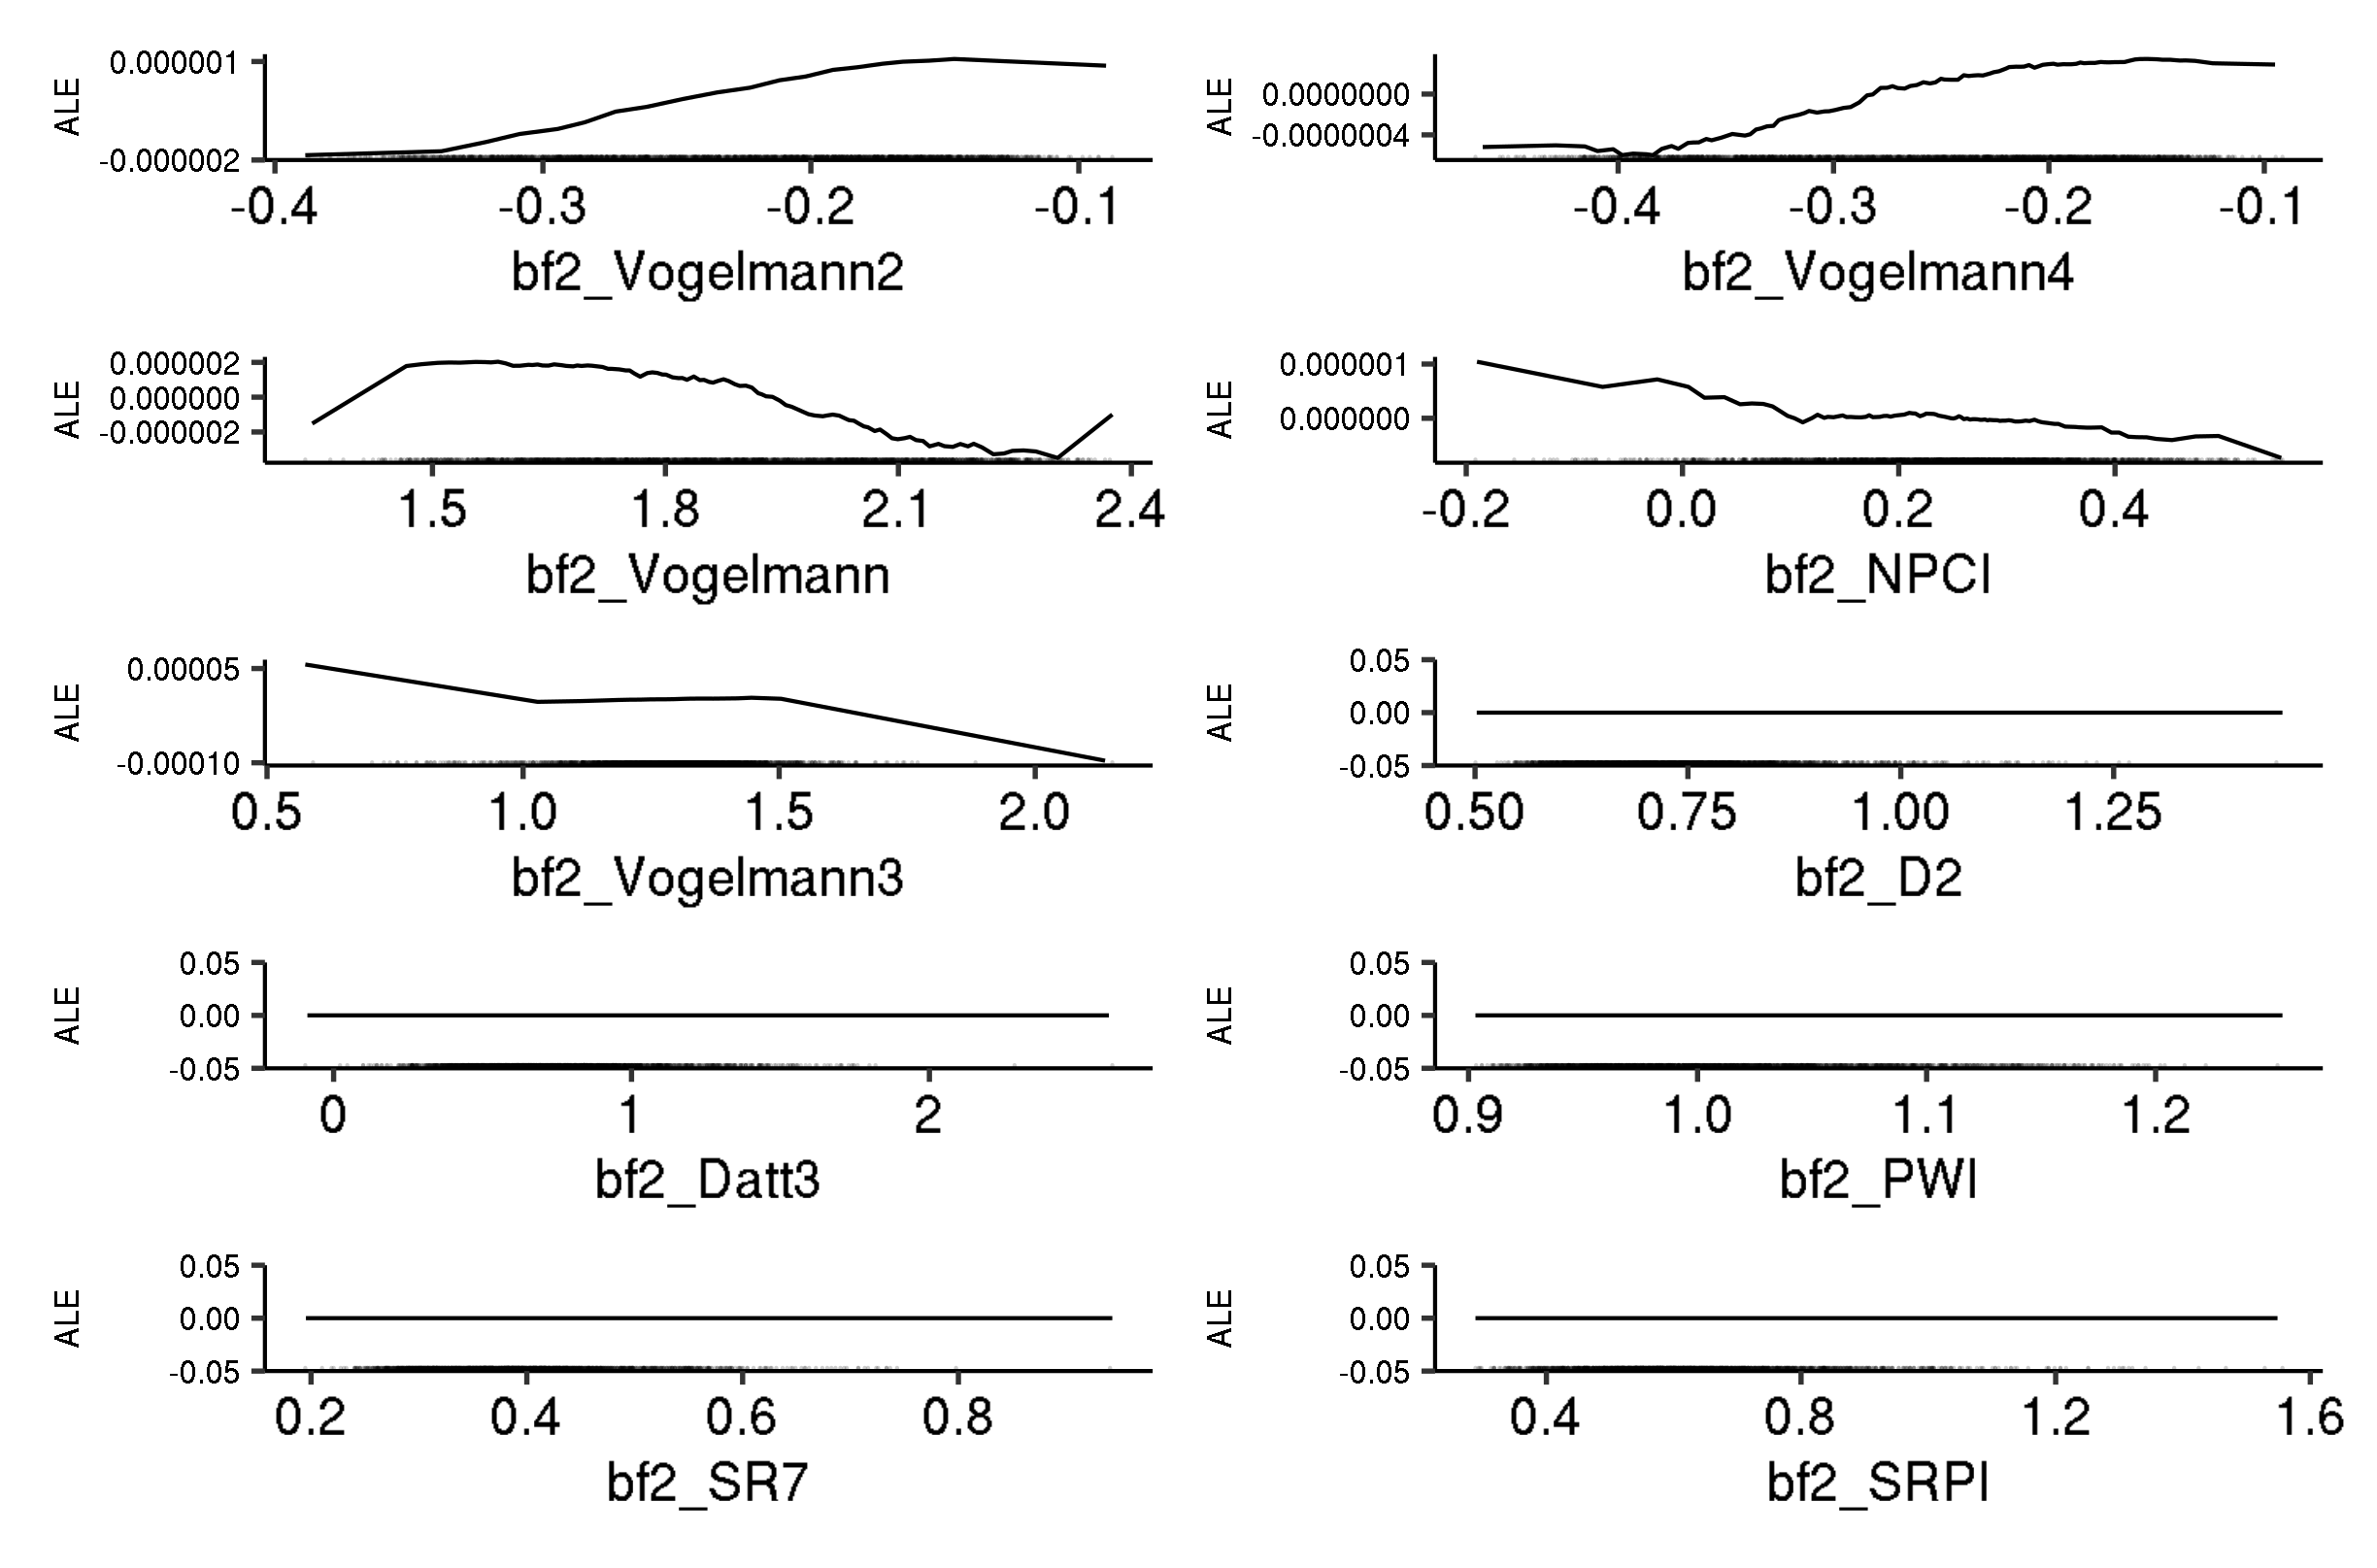 ALE
0.000001
-0.000002
-0.4 -0.3 -0.2 -0.1
bf2_Vogelmann2
ALE
0.0000000
-0.0000004
-0.4 -0.3 -0.2 -0.1
bf2_Vogelmann4
ALE
0.000002
0.000000
-0.000002
1.5 1.8 2.1 2.4
bf2_Vogelmann
ALE
0.000001
0.000000
-0.2 0.0 0.2 0.4
bf2_NPCI
ALE
0.00005
-0.00010
0.5 1.0 1.5 2.0
bf2_Vogelmann3
ALE
0.05
0.00
-0.05
0.50 0.75 1.00 1.25
bf2_D2
ALE
0.05
0.00
-0.05
0 1 2
bf2_Datt3
ALE
0.05
0.00
-0.05
0.9 1.0 1.1 1.2
bf2_PWI
ALE
0.05
0.00
-0.05
0.2 0.4 0.6 0.8
bf2_SR7
ALE
0.05
0.00
-0.05
0.4 0.8 1.2 1.6
bf2_SRPI